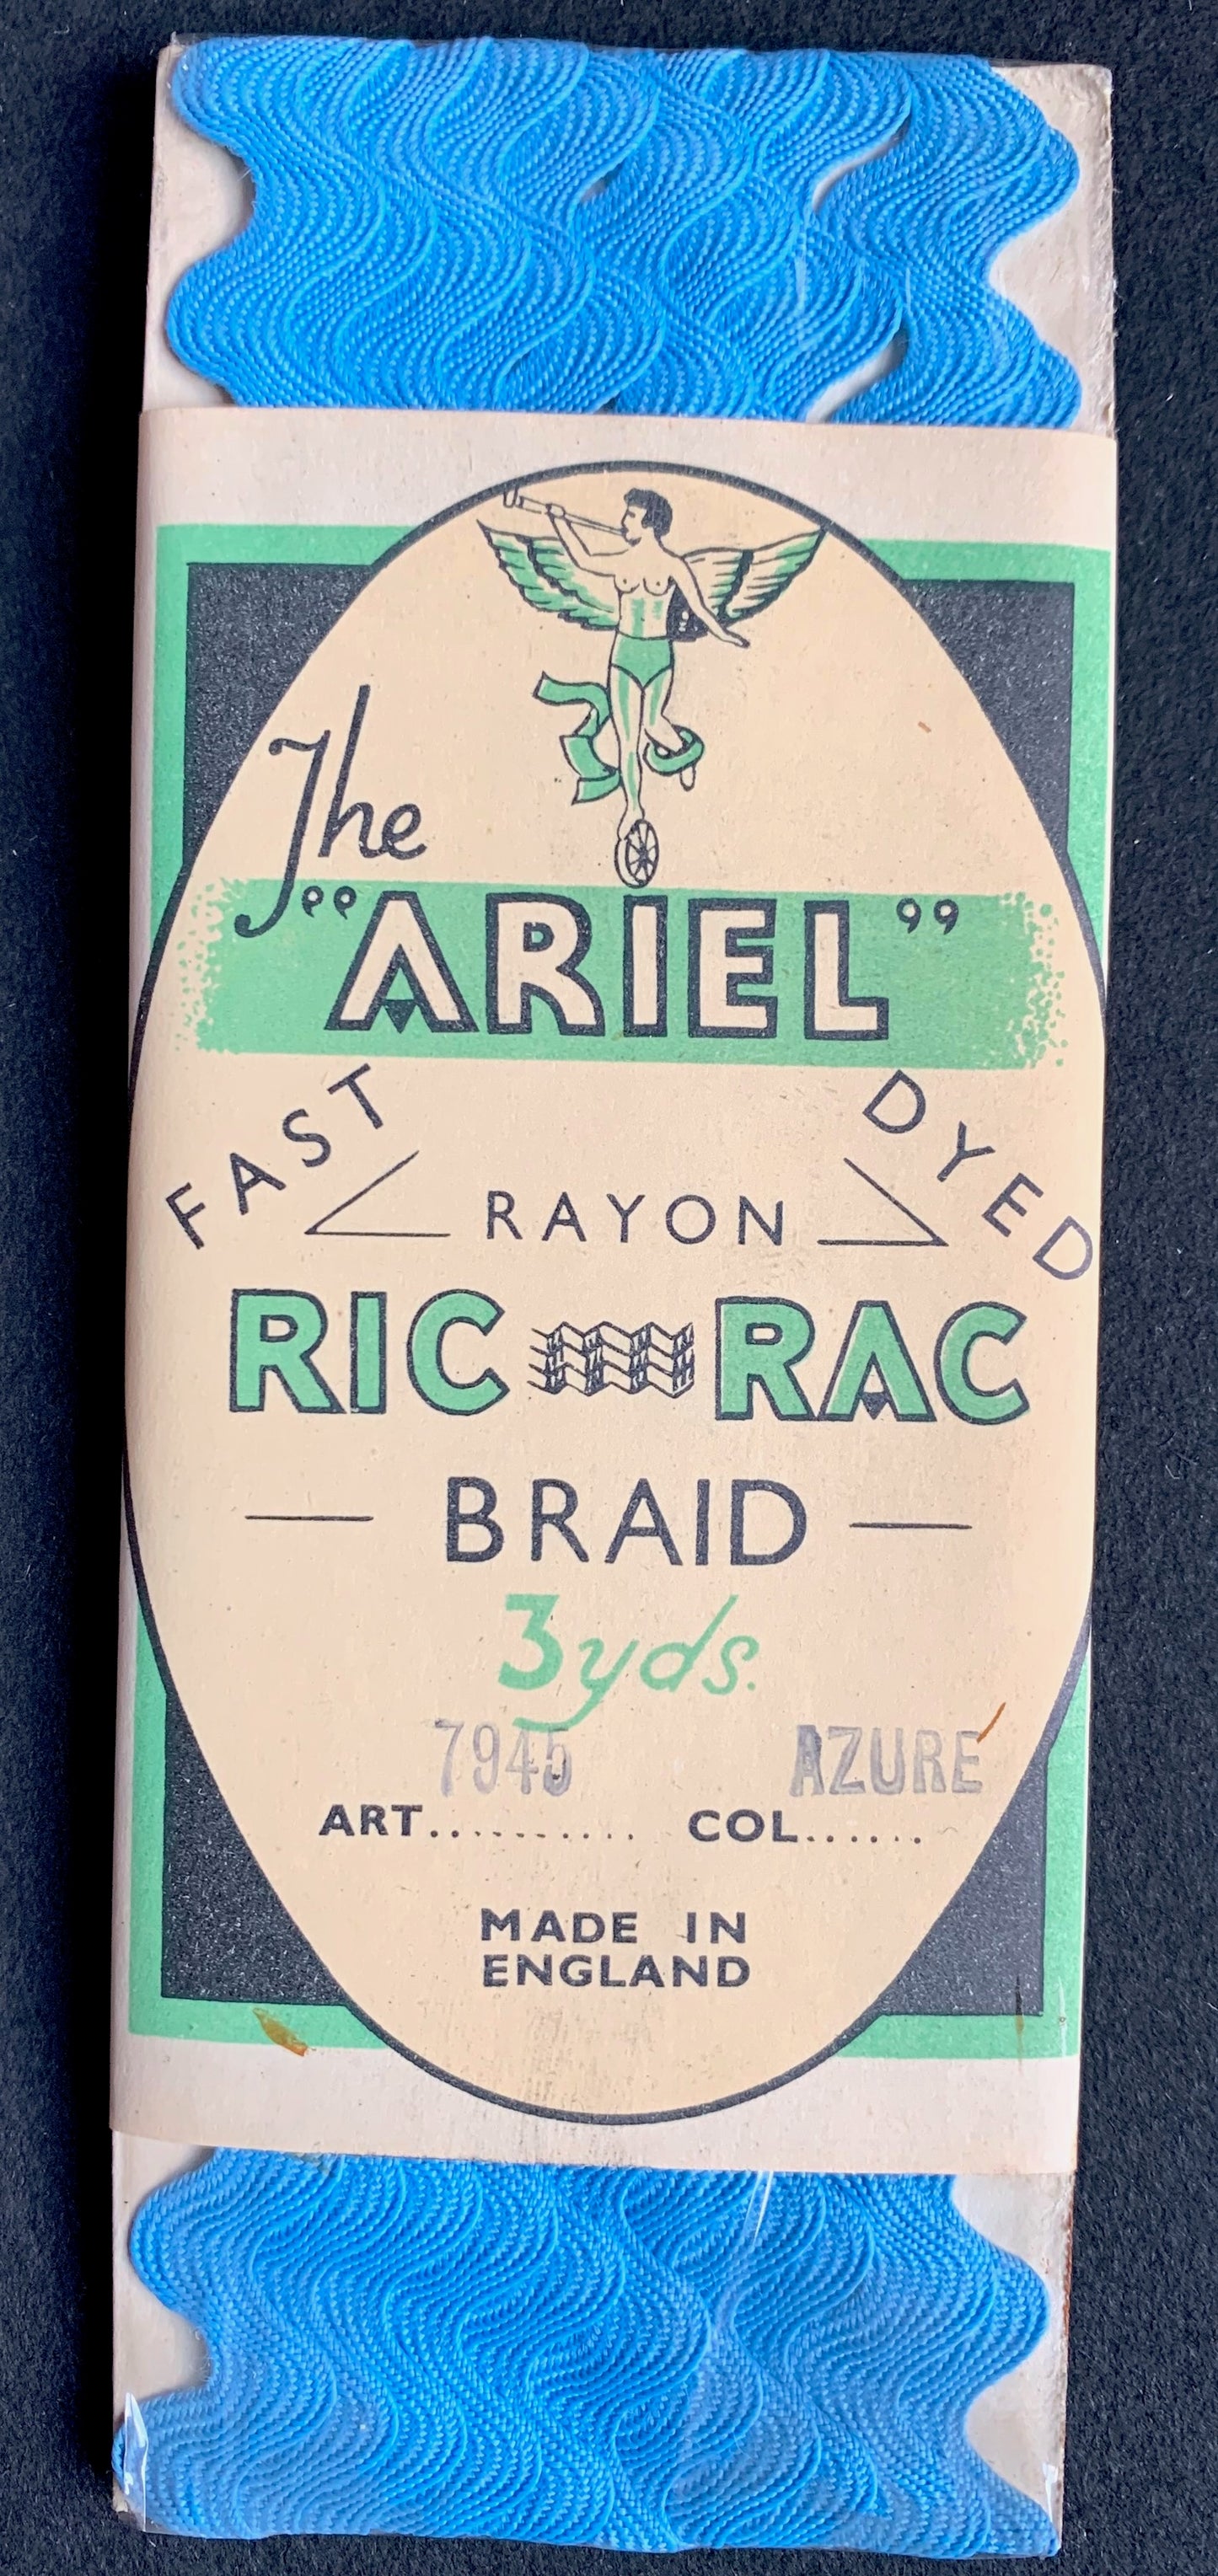 The
"ARIEL"
FAST DYED
RAYON
RIC RAC
BRAID
3yds.
7945 AZURE
ART.......... COL......
MADE IN
ENGLAND